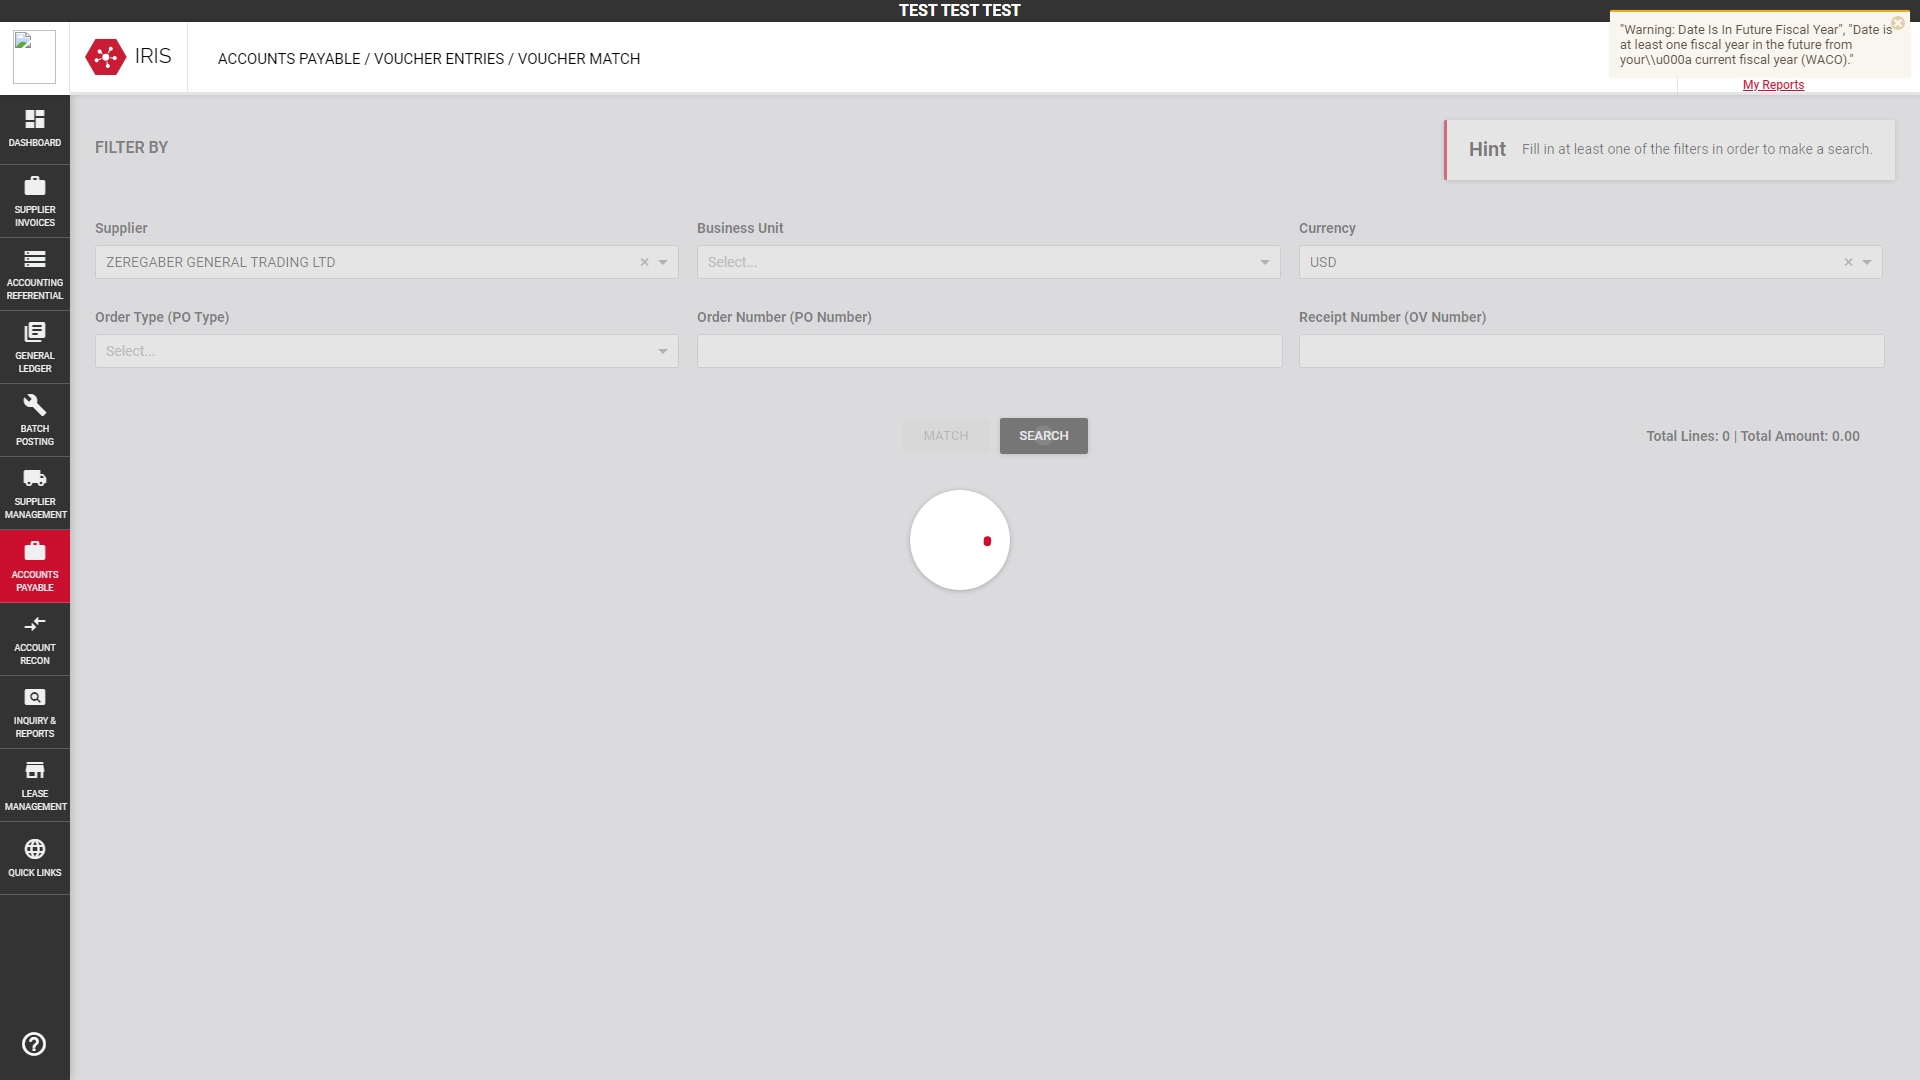 TEST TEST TEST
IRIS
ACCOUNTS PAYABLE / VOUCHER ENTRIES / VOUCHER MATCH
"Warning: Date Is In Future Fiscal Year", "Date is
at least one fiscal year in the future from
your\\u000a current fiscal year (WACO)."
My Reports
DASHBOARD
SUPPLIER
INVOICES
ACCOUNTING
REFERENTIAL
GENERAL
LEDGER
BATCH
POSTING
SUPPLIER
MANAGEMENT
ACCOUNTS
PAYABLE
ACCOUNT
RECON
INQUIRY &
REPORTS
LEASE
MANAGEMENT
QUICK LINKS
FILTER BY
Hint Fill in at least one of the filters in order to make a search.
Supplier
ZEREGABER GENERAL TRADING LTD
Business Unit
Select...
Currency
USD
Order Type (PO Type)
Select...
Order Number (PO Number)
Receipt Number (OV Number)
MATCH
SEARCH
Total Lines: 0 | Total Amount: 0.00